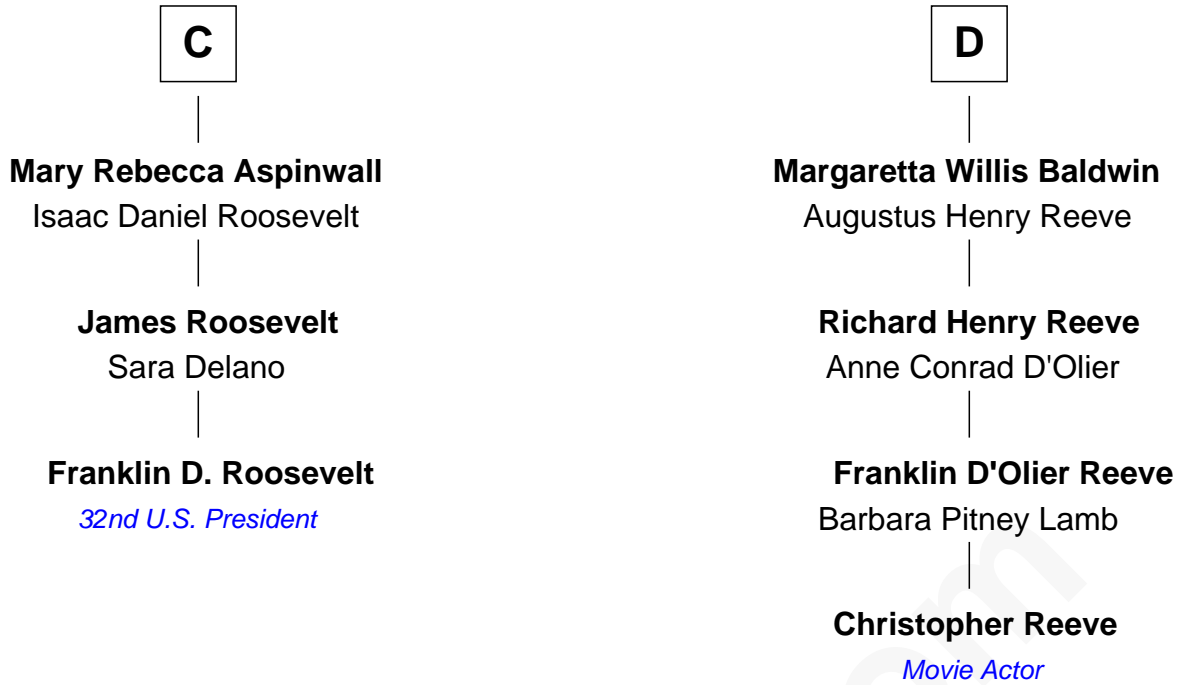 C
Mary Rebecca Aspinwall
Isaac Daniel Roosevelt
James Roosevelt
Sara Delano
Franklin D. Roosevelt
32nd U.S. President
D
Margaretta Willis Baldwin
Augustus Henry Reeve
Richard Henry Reeve
Anne Conrad D'Olier
Franklin D'Olier Reeve
Barbara Pitney Lamb
Christopher Reeve
Movie Actor